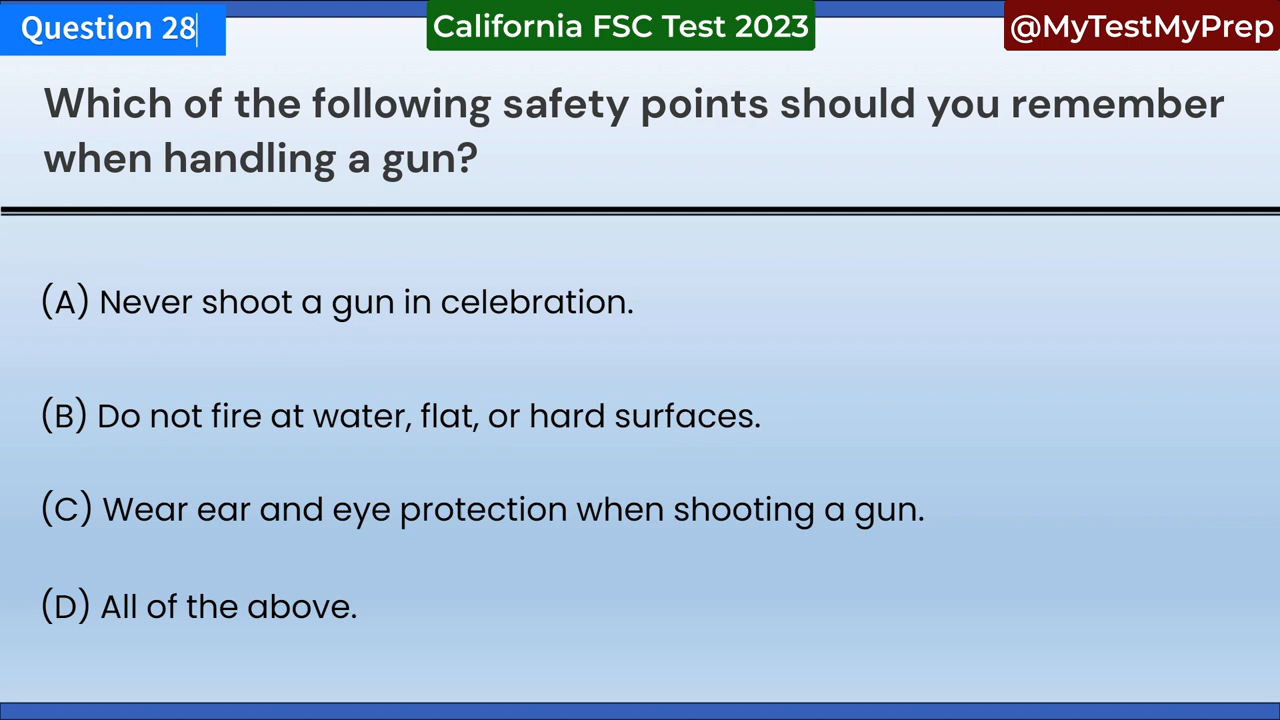 Question 28
California FSC Test 2023
@MyTestMyPrep
Which of the following safety points should you remember
when handling a gun?
(A) Never shoot a gun in celebration.
(B) Do not fire at water, flat, or hard surfaces.
(C) Wear ear and eye protection when shooting a gun.
(D) All of the above.